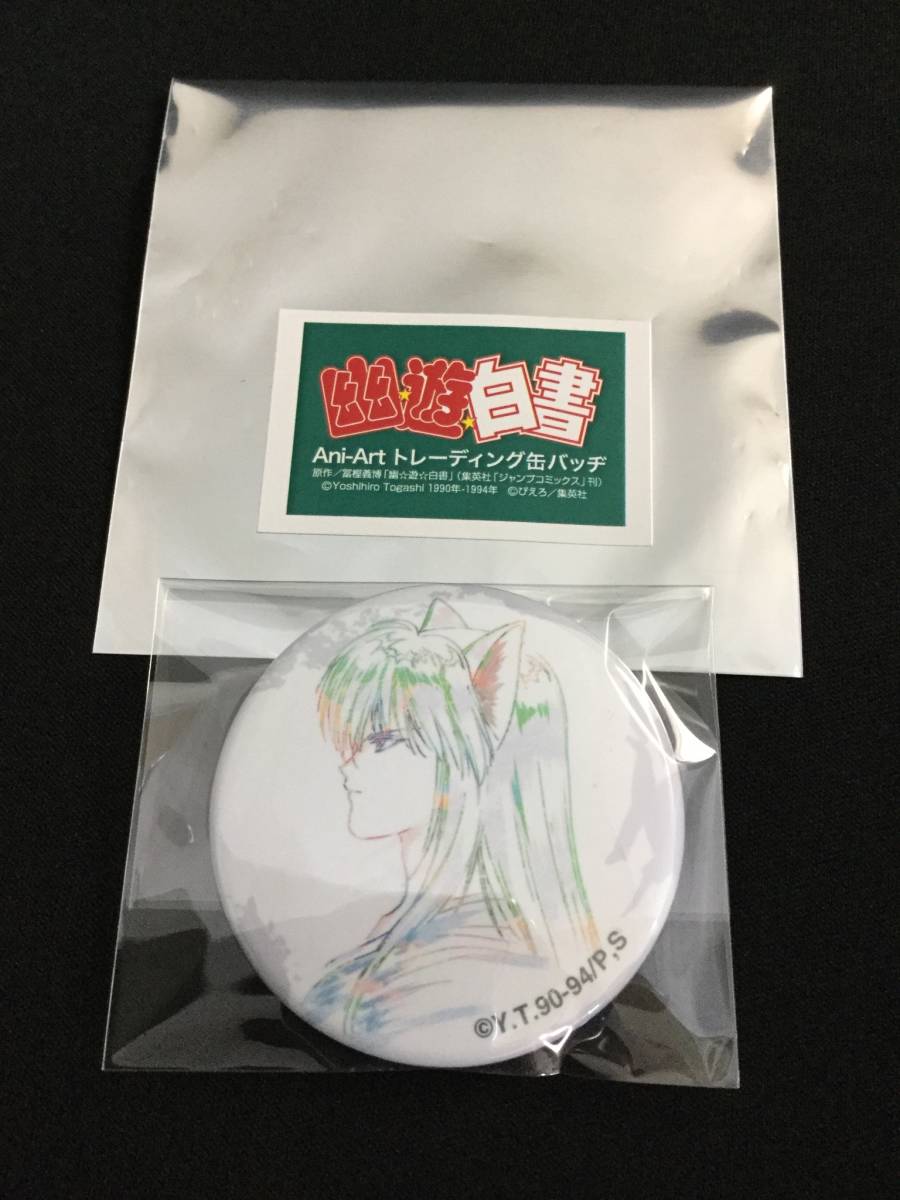 幽☆遊☆白書
Ani-Art トレーディング缶バッヂ
原作/冨樫義博「幽☆遊☆白書」(集英社「ジャンプコミックス」刊)
©Yoshihiro Togashi 1990年-1994年 ©ぴえろ/集英社
©Y.T.90-94/P,S